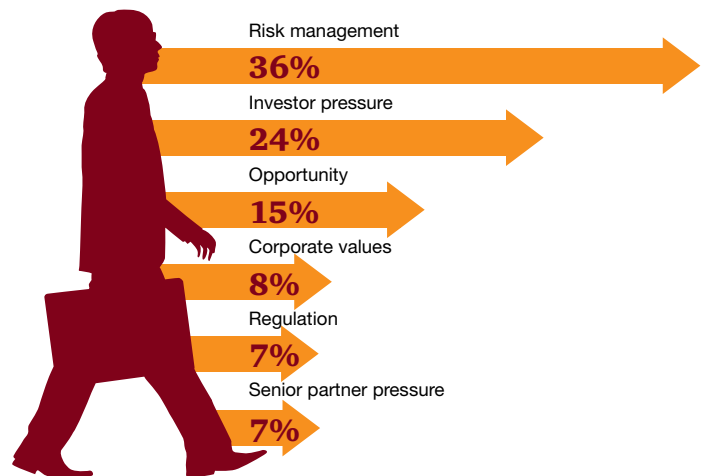 Risk management
36%
Investor pressure
24%
Opportunity
15%
Corporate values
8%
Regulation
7%
Senior partner pressure
7%